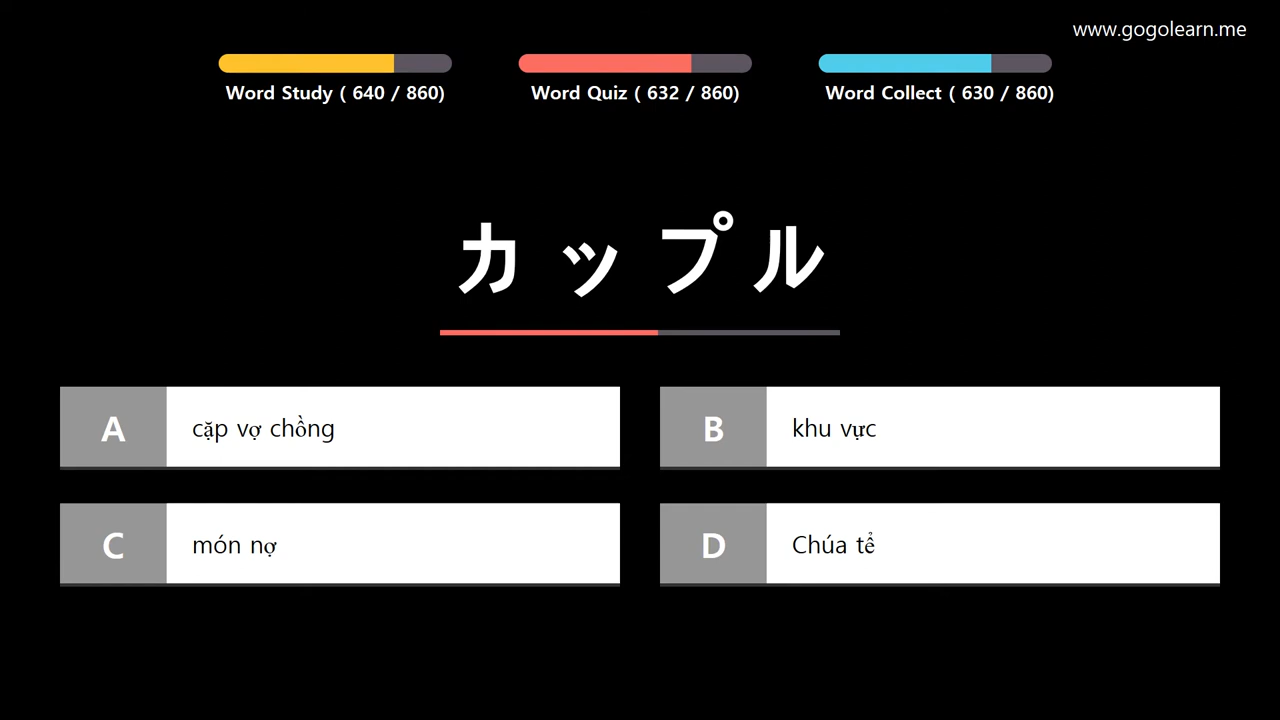 www.gogolearn.me
Word Study ( 640 / 860)
Word Quiz ( 632 / 860)
Word Collect ( 630 / 860)
カップル
A cặp vợ chồng
B khu vực
C món nợ
D Chúa tể